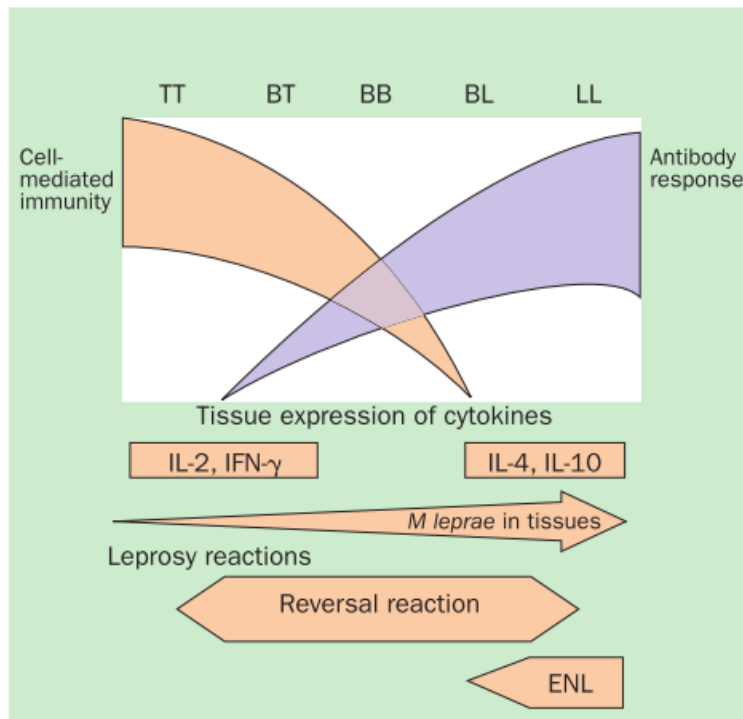 TT BT BB BL LL
Cell-
mediated
immunity
Antibody
response
Tissue expression of cytokines
IL-2, IFN-γ IL-4, IL-10
M leprae in tissues
Leprosy reactions
Reversal reaction
ENL